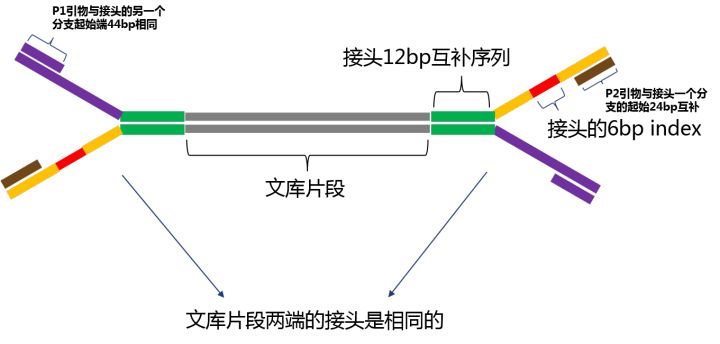 P1引物与接头的另一个
分支起始端44bp相同
接头12bp互补序列
P2引物与接头一个分
支的起始24bp互补
接头的6bp index
文库片段
文库片段两端的接头是相同的